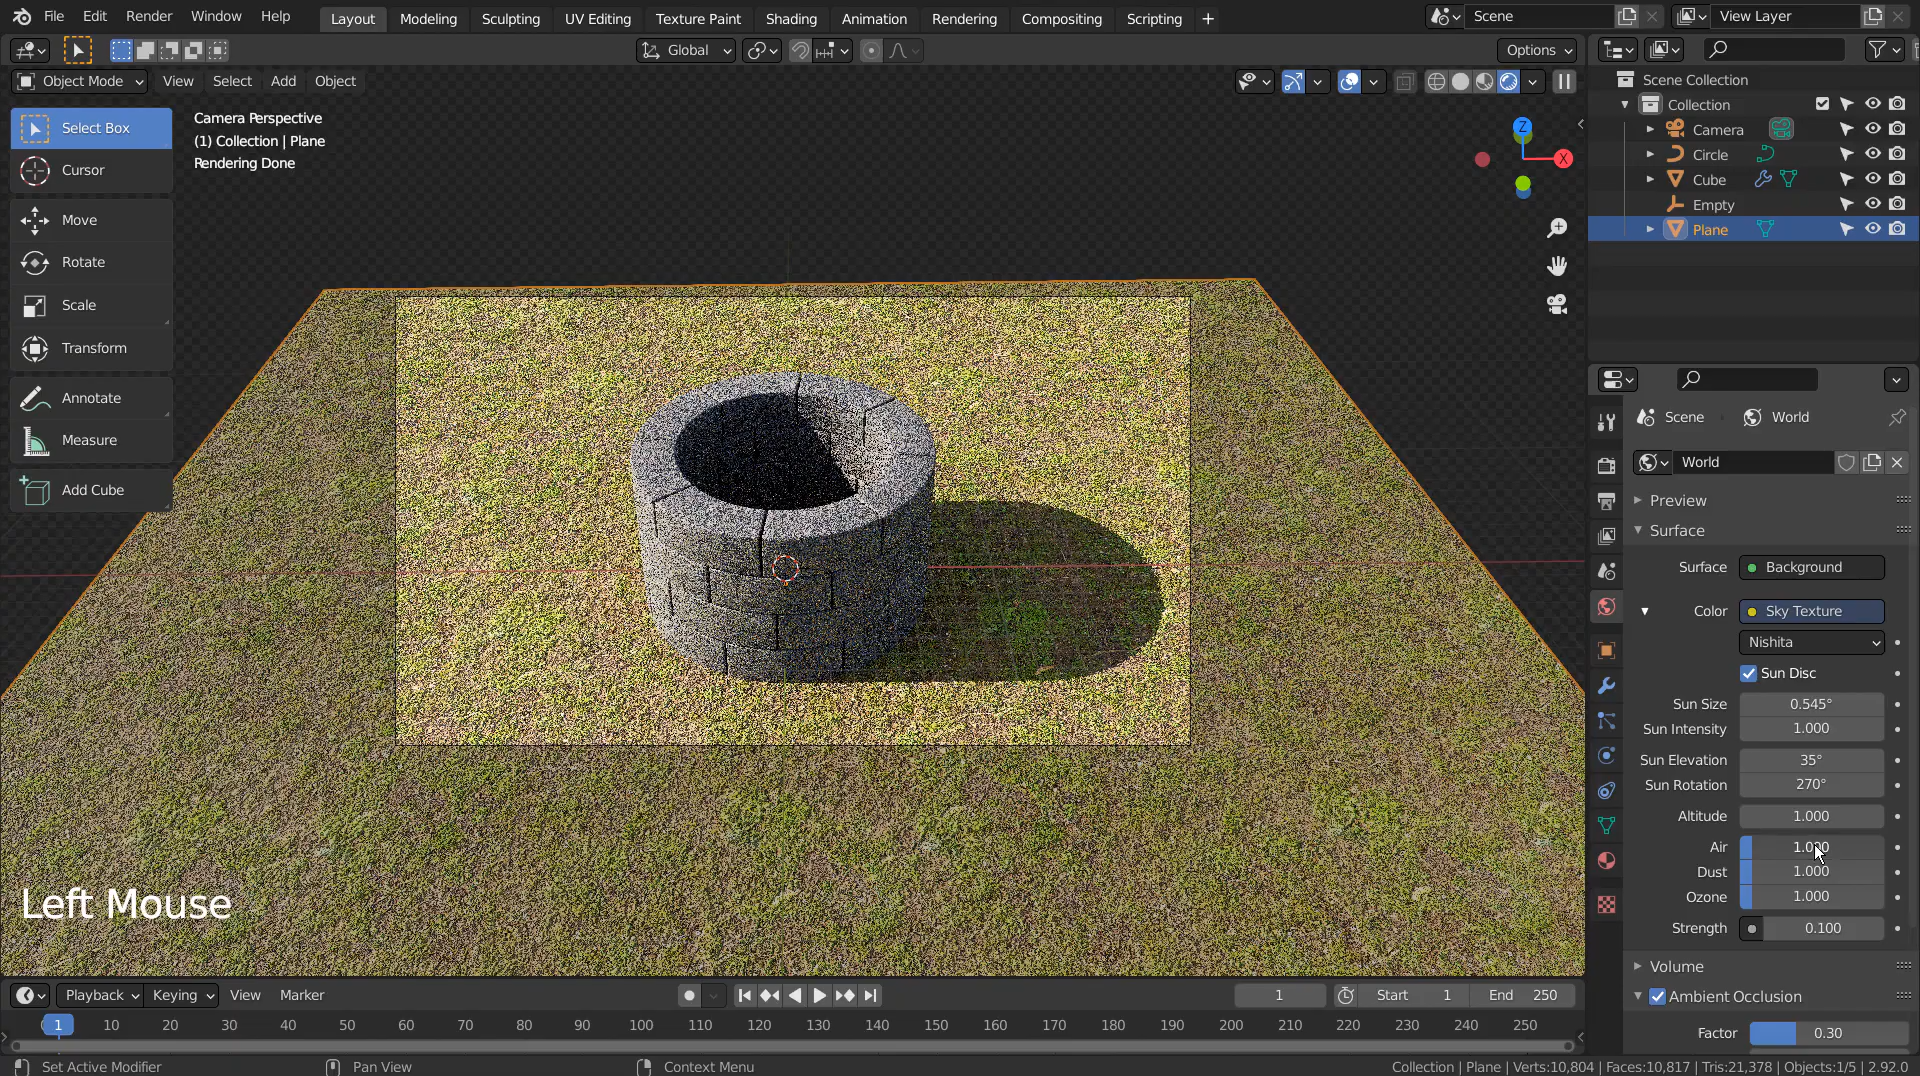 File Edit Render Window Help Layout Modeling Sculpting UV Editing Texture Paint Shading Animation Rendering Compositing Scripting + Scene View Layer
Global Options
Object Mode View Select Add Object
Select Box
Cursor
Move
Rotate
Scale
Transform
Annotate
Measure
Add Cube
Camera Perspective
(1) Collection | Plane
Rendering Done
Z
X
Left Mouse
Scene Collection
Collection
Camera
Circle
Cube
Empty
Plane
Scene World
World
Preview
Surface
Surface Background
Color Sky Texture
Nishita
Sun Disc
Sun Size 0.545°
Sun Intensity 1.000
Sun Elevation 35°
Sun Rotation 270°
Altitude 1.000
Air 1.000
Dust 1.000
Ozone 1.000
Strength 0.100
Volume
Ambient Occlusion
Factor 0.30
Playback Keying View Marker 1 Start 1 End 250
1 10 20 30 40 50 60 70 80 90 100 110 120 130 140 150 160 170 180 190 200 210 220 230 240 250
Set Active Modifier Pan View Context Menu Collection | Plane | Verts:10,804 | Faces:10,817 | Tris:21,378 | Objects:1/5 | 2.92.0